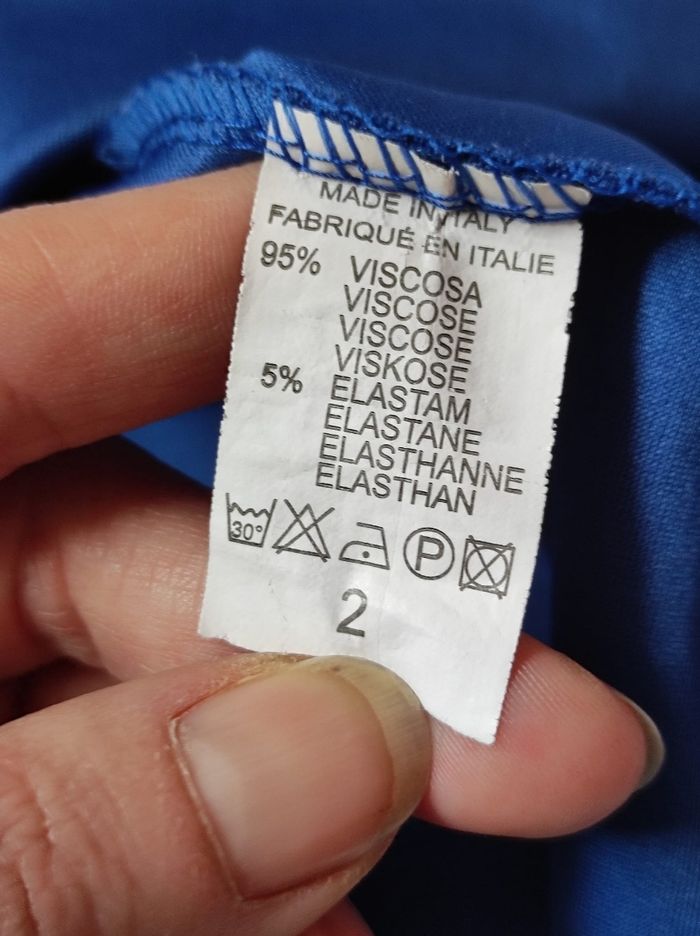 MADE IN ITALY
FABRIQUÉ EN ITALIE
95% VISCOSA
VISCOSE
VISCOSE
VISKOSE
5% ELASTAM
ELASTANE
ELASTHANNE
ELASTHAN
30° P
2